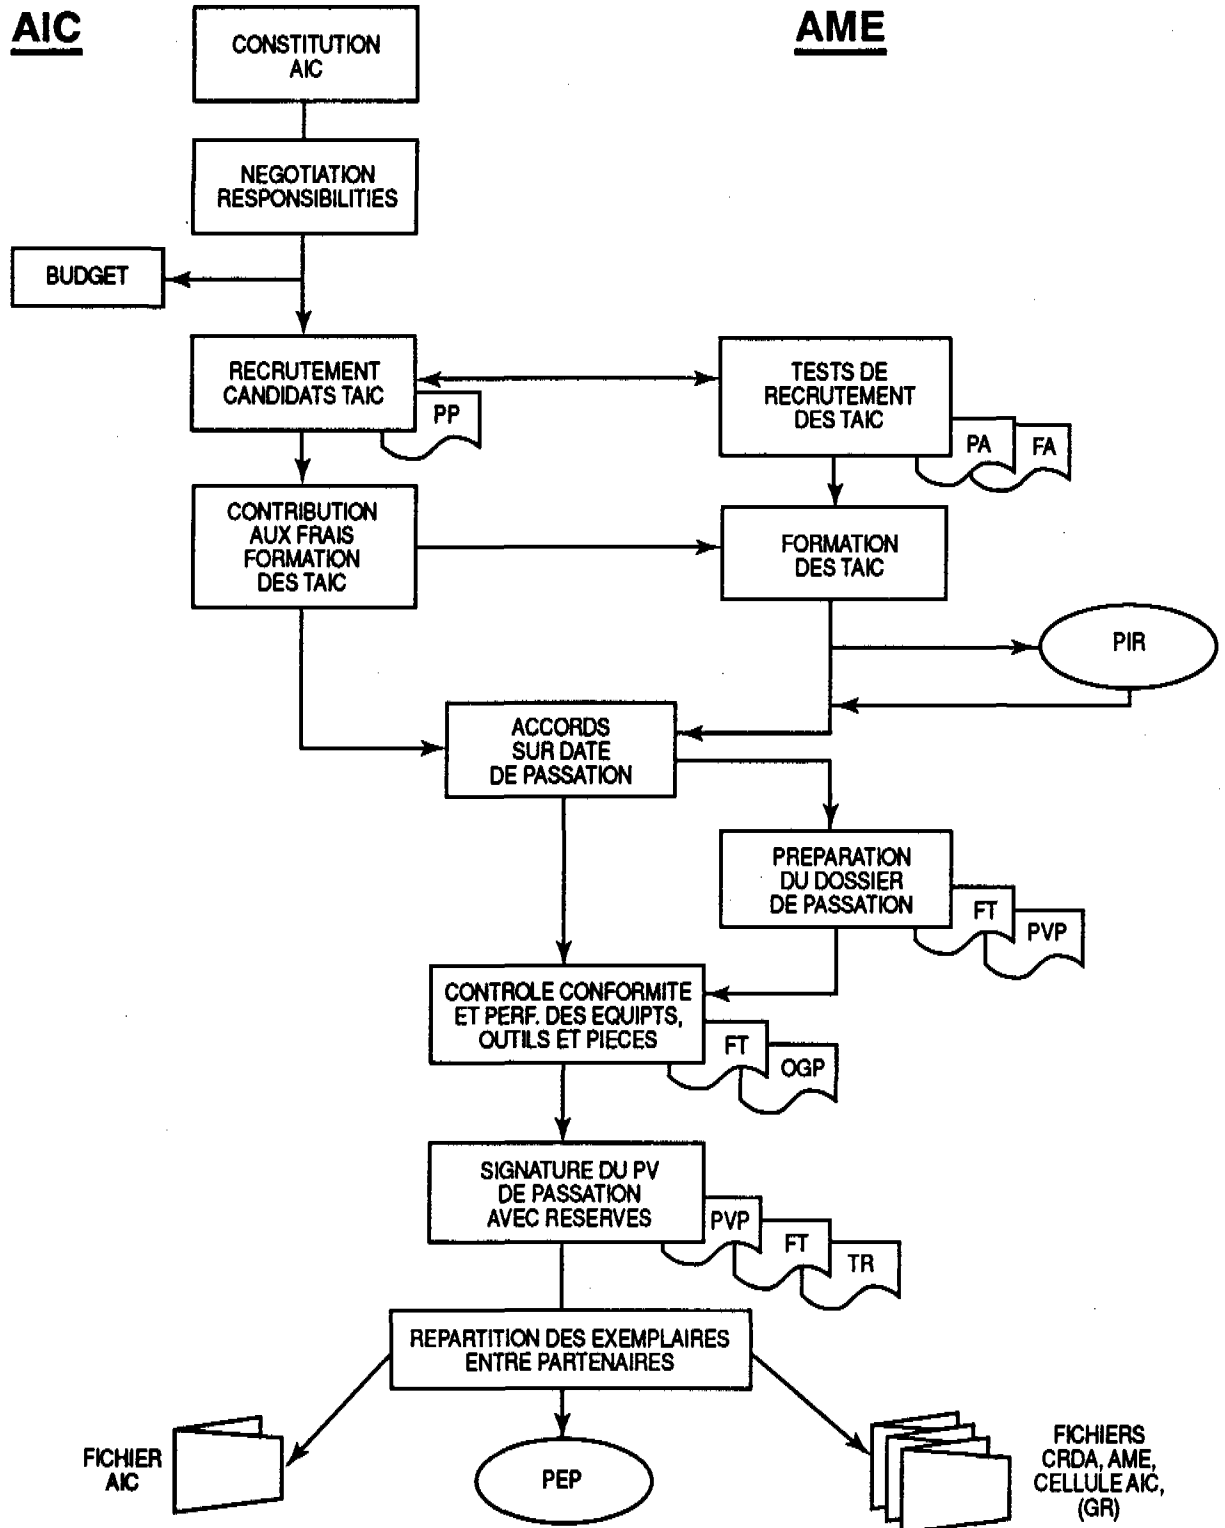 AIC
AME
CONSTITUTION
AIC
NEGOTIATION
RESPONSIBILITIES
BUDGET
RECRUTEMENT
CANDIDATS TAIC
PP
TESTS DE
RECRUTEMENT
DES TAIC
PA
FA
CONTRIBUTION
AUX FRAIS
FORMATION
DES TAIC
FORMATION
DES TAIC
PIR
ACCORDS
SUR DATE
DE PASSATION
PREPARATION
DU DOSSIER
DE PASSATION
FT
PVP
CONTROLE CONFORMITE
ET PERF. DES EQUIPTS,
OUTILS ET PIECES
FT
OGP
SIGNATURE DU PV
DE PASSATION
AVEC RESERVES
PVP
FT
TR
REPARTITION DES EXEMPLAIRES
ENTRE PARTENAIRES
FICHIER
AIC
PEP
FICHIERS
CRDA, AME,
CELLULE AIC,
(GR)